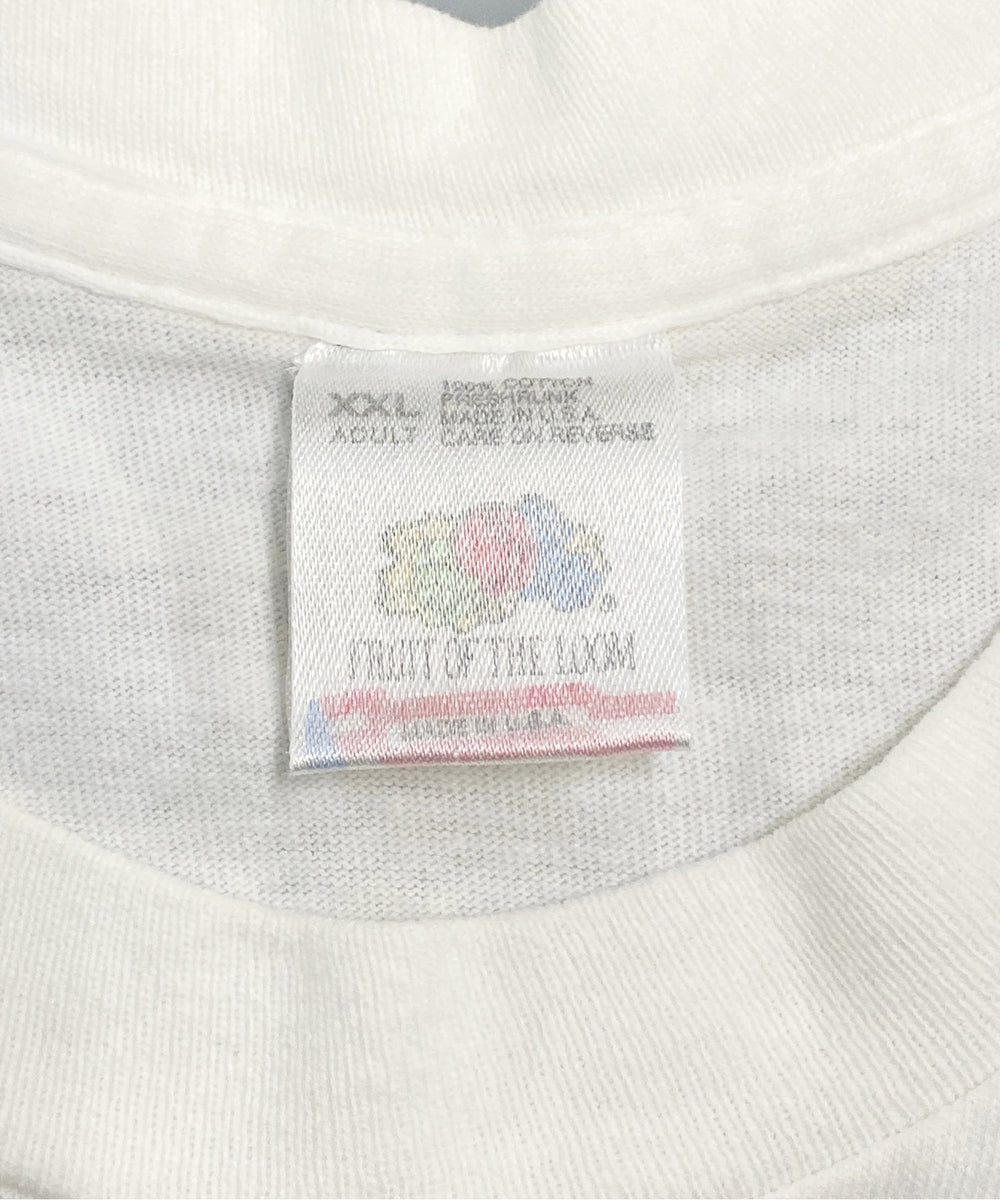 XXL
ADULT
100% COTTON
PRESHRUNK
MADE IN U.S.A.
CARE ON REVERSE
®
FRUIT OF THE LOOM
MADE IN U.S.A.